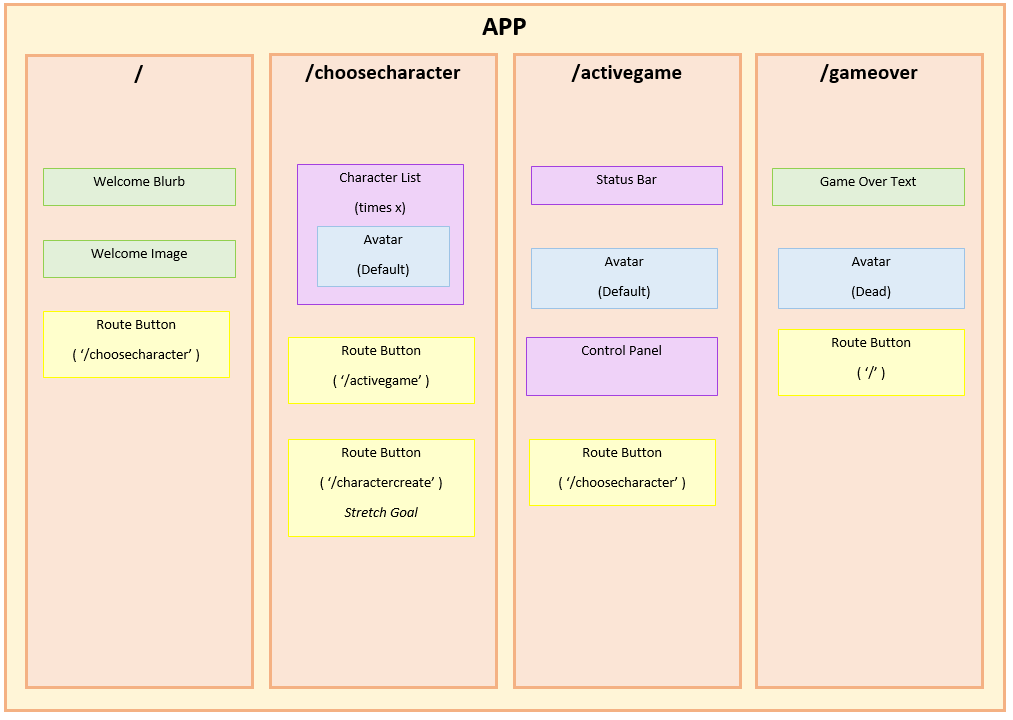 APP
/
Welcome Blurb
Welcome Image
Route Button
( ‘/choosecharacter’ )
/choosecharacter
Character List
(times x)
Avatar
(Default)
Route Button
( ‘/activegame’ )
Route Button
( ‘/charactercreate’ )
Stretch Goal
/activegame
Status Bar
Avatar
(Default)
Control Panel
Route Button
( ‘/choosecharacter’ )
/gameover
Game Over Text
Avatar
(Dead)
Route Button
( ‘/’ )